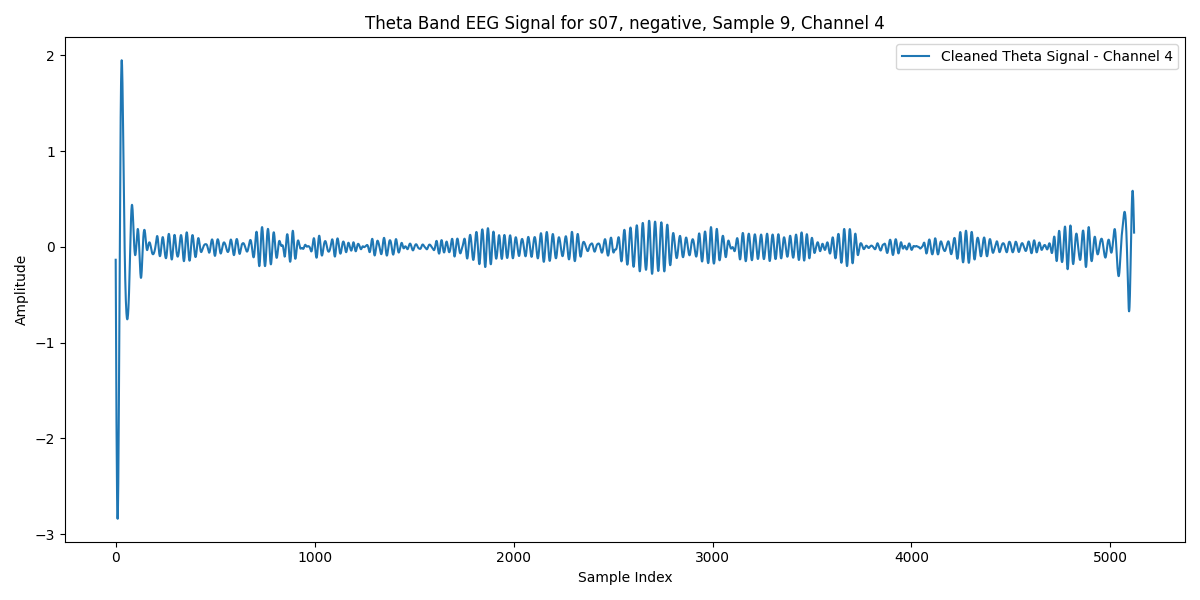 Theta Band EEG Signal for s07, negative, Sample 9, Channel 4
Cleaned Theta Signal - Channel 4
2
1
0
−1
−2
−3
Amplitude
0 1000 2000 3000 4000 5000
Sample Index